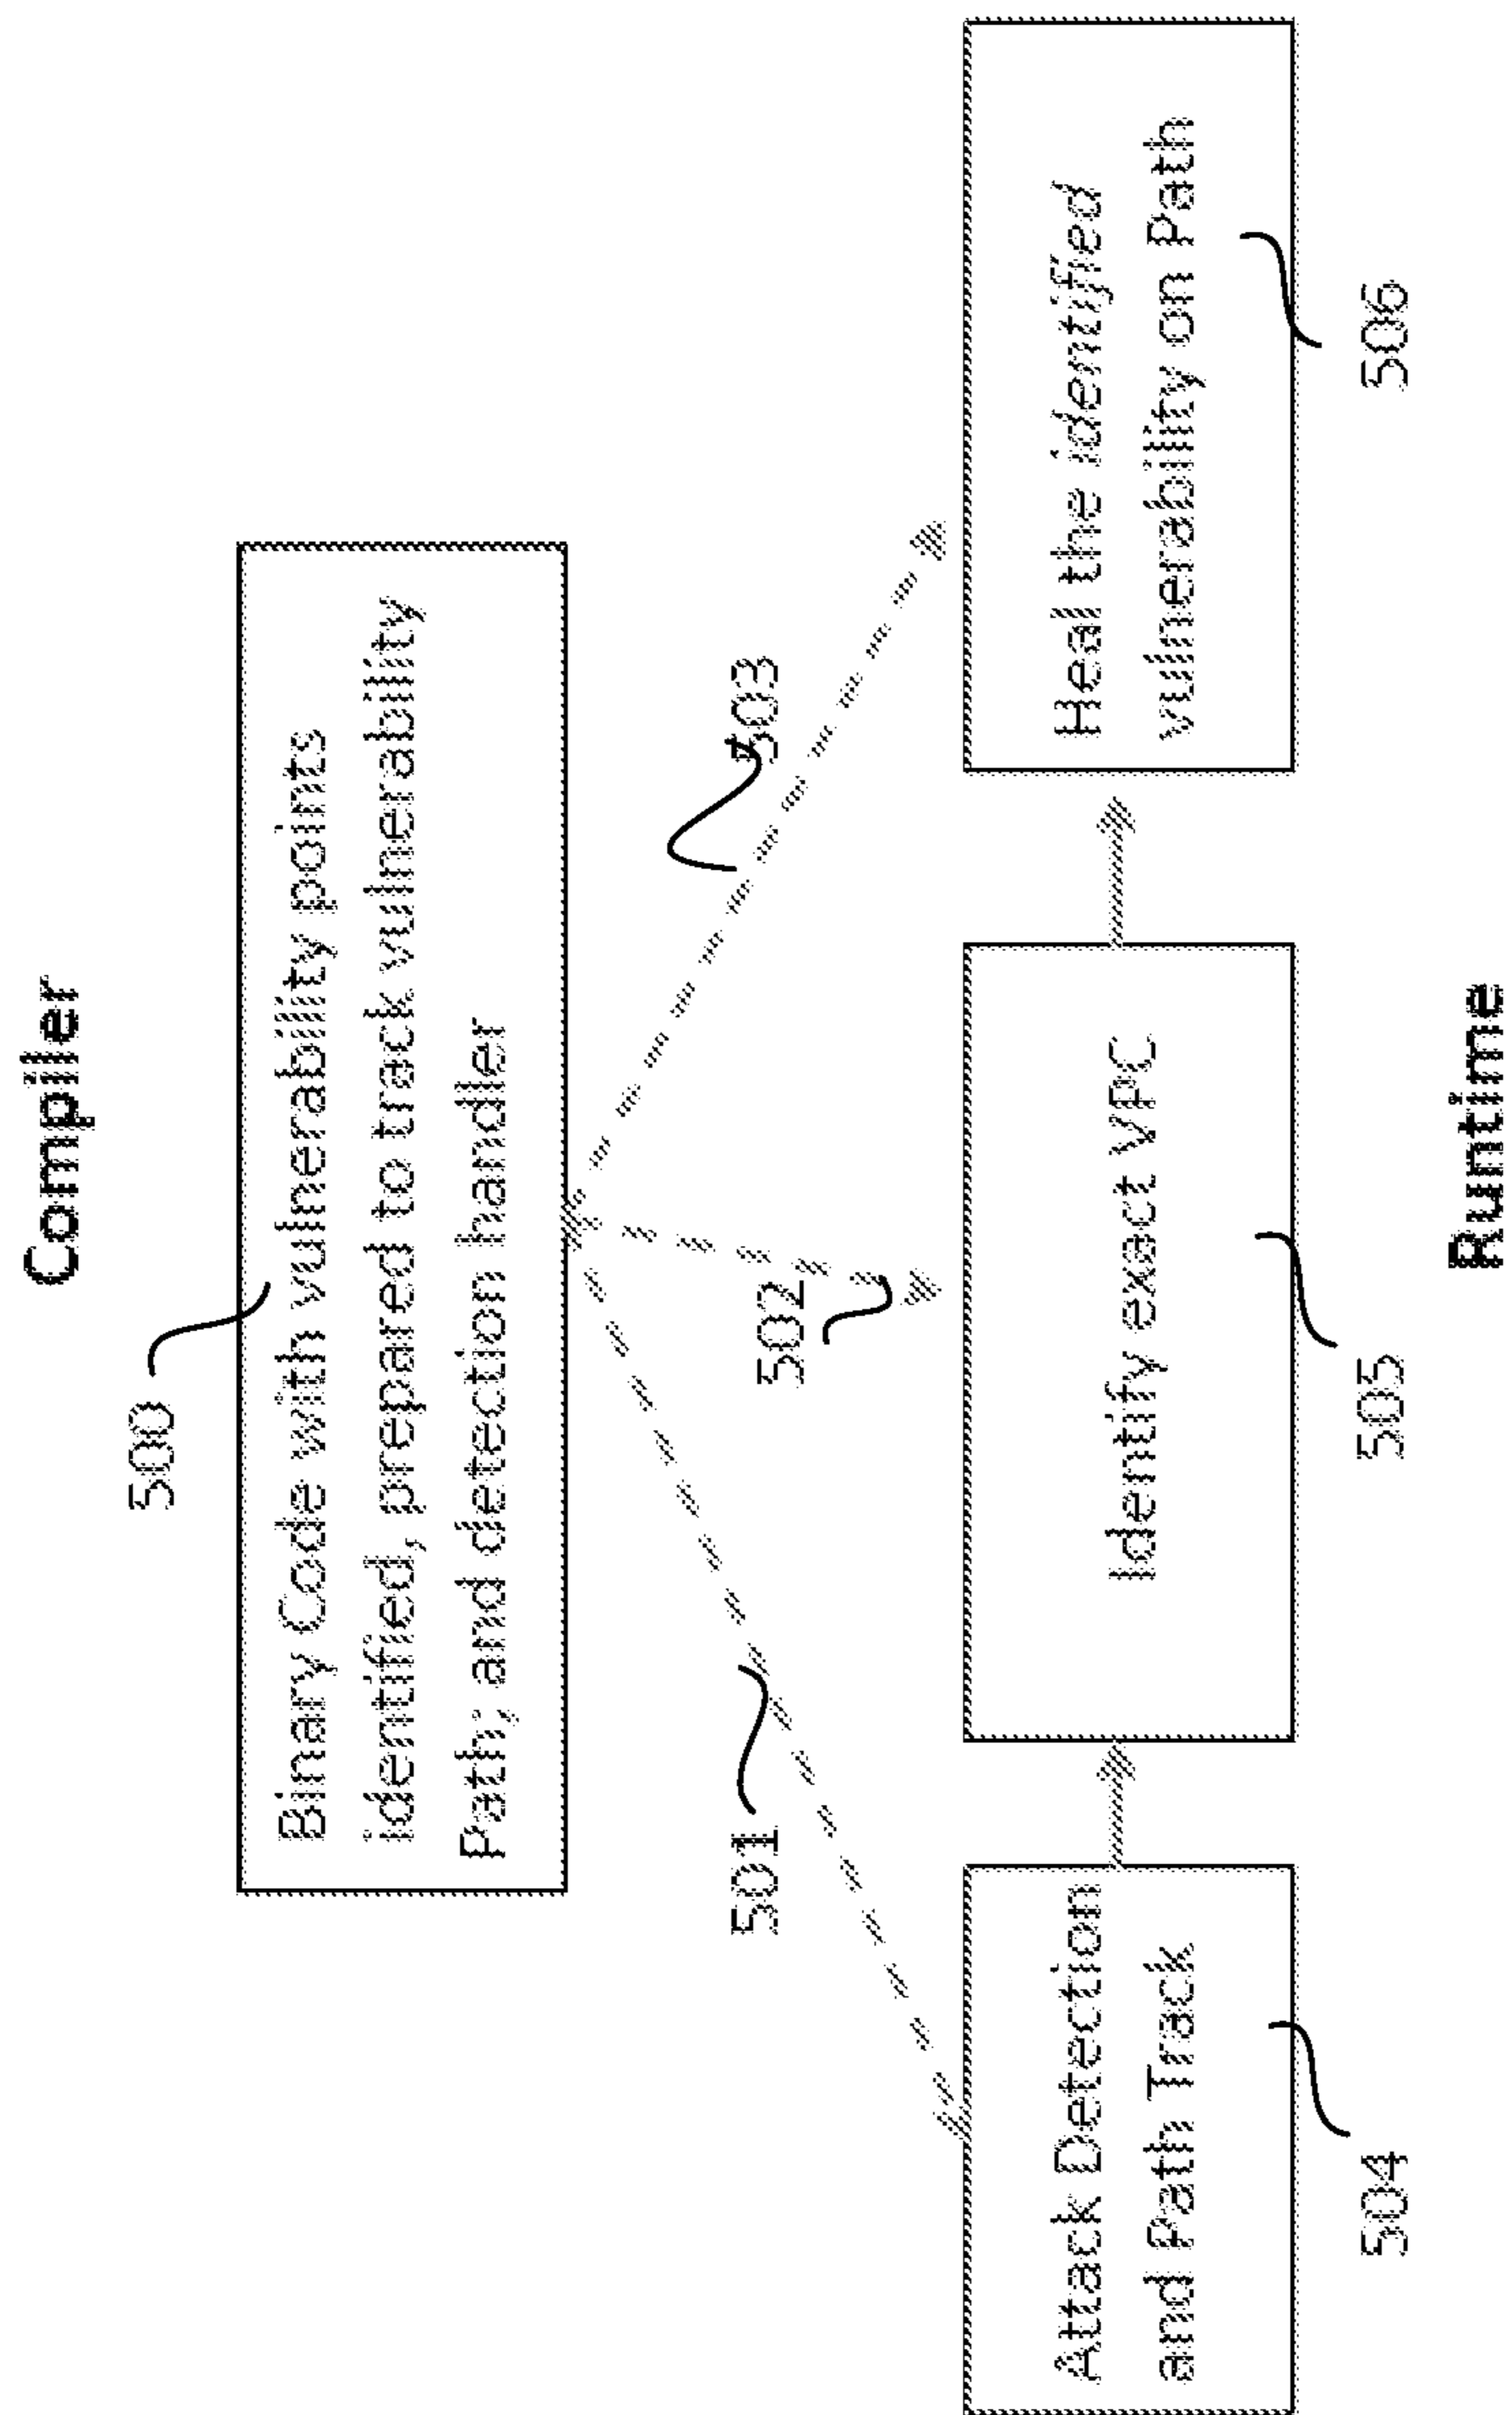 Compiler
500
Binary Code with vulnerability points
identified, prepared to track vulnerability
Path; and detection handler
501
502
503
Attack Detection
and Path Track
Identify exact VPC
Heal the identified
vulnerability on Path
504
505
506
Runtime